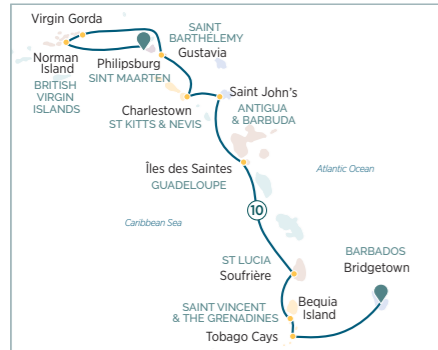 Virgin Gorda
SAINT
BARTHÉLEMY
Gustavia
Norman
Island
Philipsburg
SINT MAARTEN
BRITISH
VIRGIN
ISLANDS
Saint John's
ANTIGUA
& BARBUDA
Charlestown
ST KITTS & NEVIS
Îles des Saintes
GUADELOUPE
Atlantic Ocean
10
Caribbean Sea
ST LUCIA
Soufrière
BARBADOS
Bridgetown
SAINT VINCENT
& THE GRENADINES
Bequia
Island
Tobago Cays